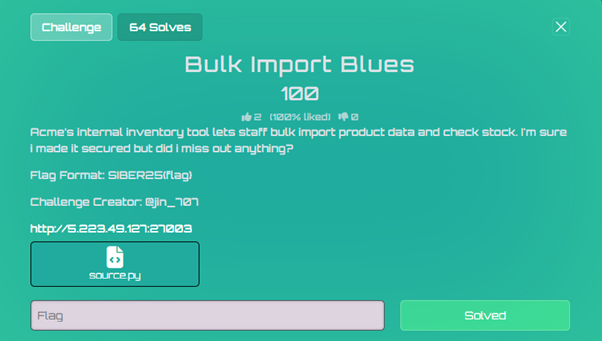 Challenge
64 Solves
Bulk Import Blues
100
2 (100% liked) 0
Acme's internal inventory tool lets staff bulk import product data and check stock. I'm sure
i made it secured but did i miss out anything?
Flag Format: SIBER25{flag}
Challenge Creator: @jin_707
http://5.223.49.127:27003
source.py
Flag
Solved